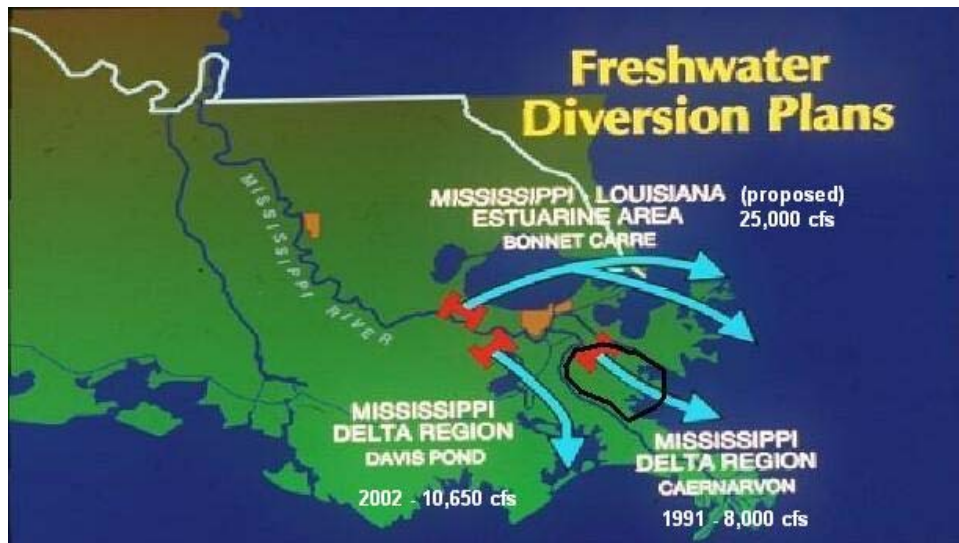 Freshwater
Diversion Plans
MISSISSIPPI LOUISIANA (proposed)
ESTUARINE AREA 25,000 cfs
BONNET CARRE
MISSISSIPPI RIVER
MISSISSIPPI
DELTA REGION
DAVIS POND
2002 - 10,650 cfs
MISSISSIPPI
DELTA REGION
CAERNARVON
1991 - 8,000 cfs